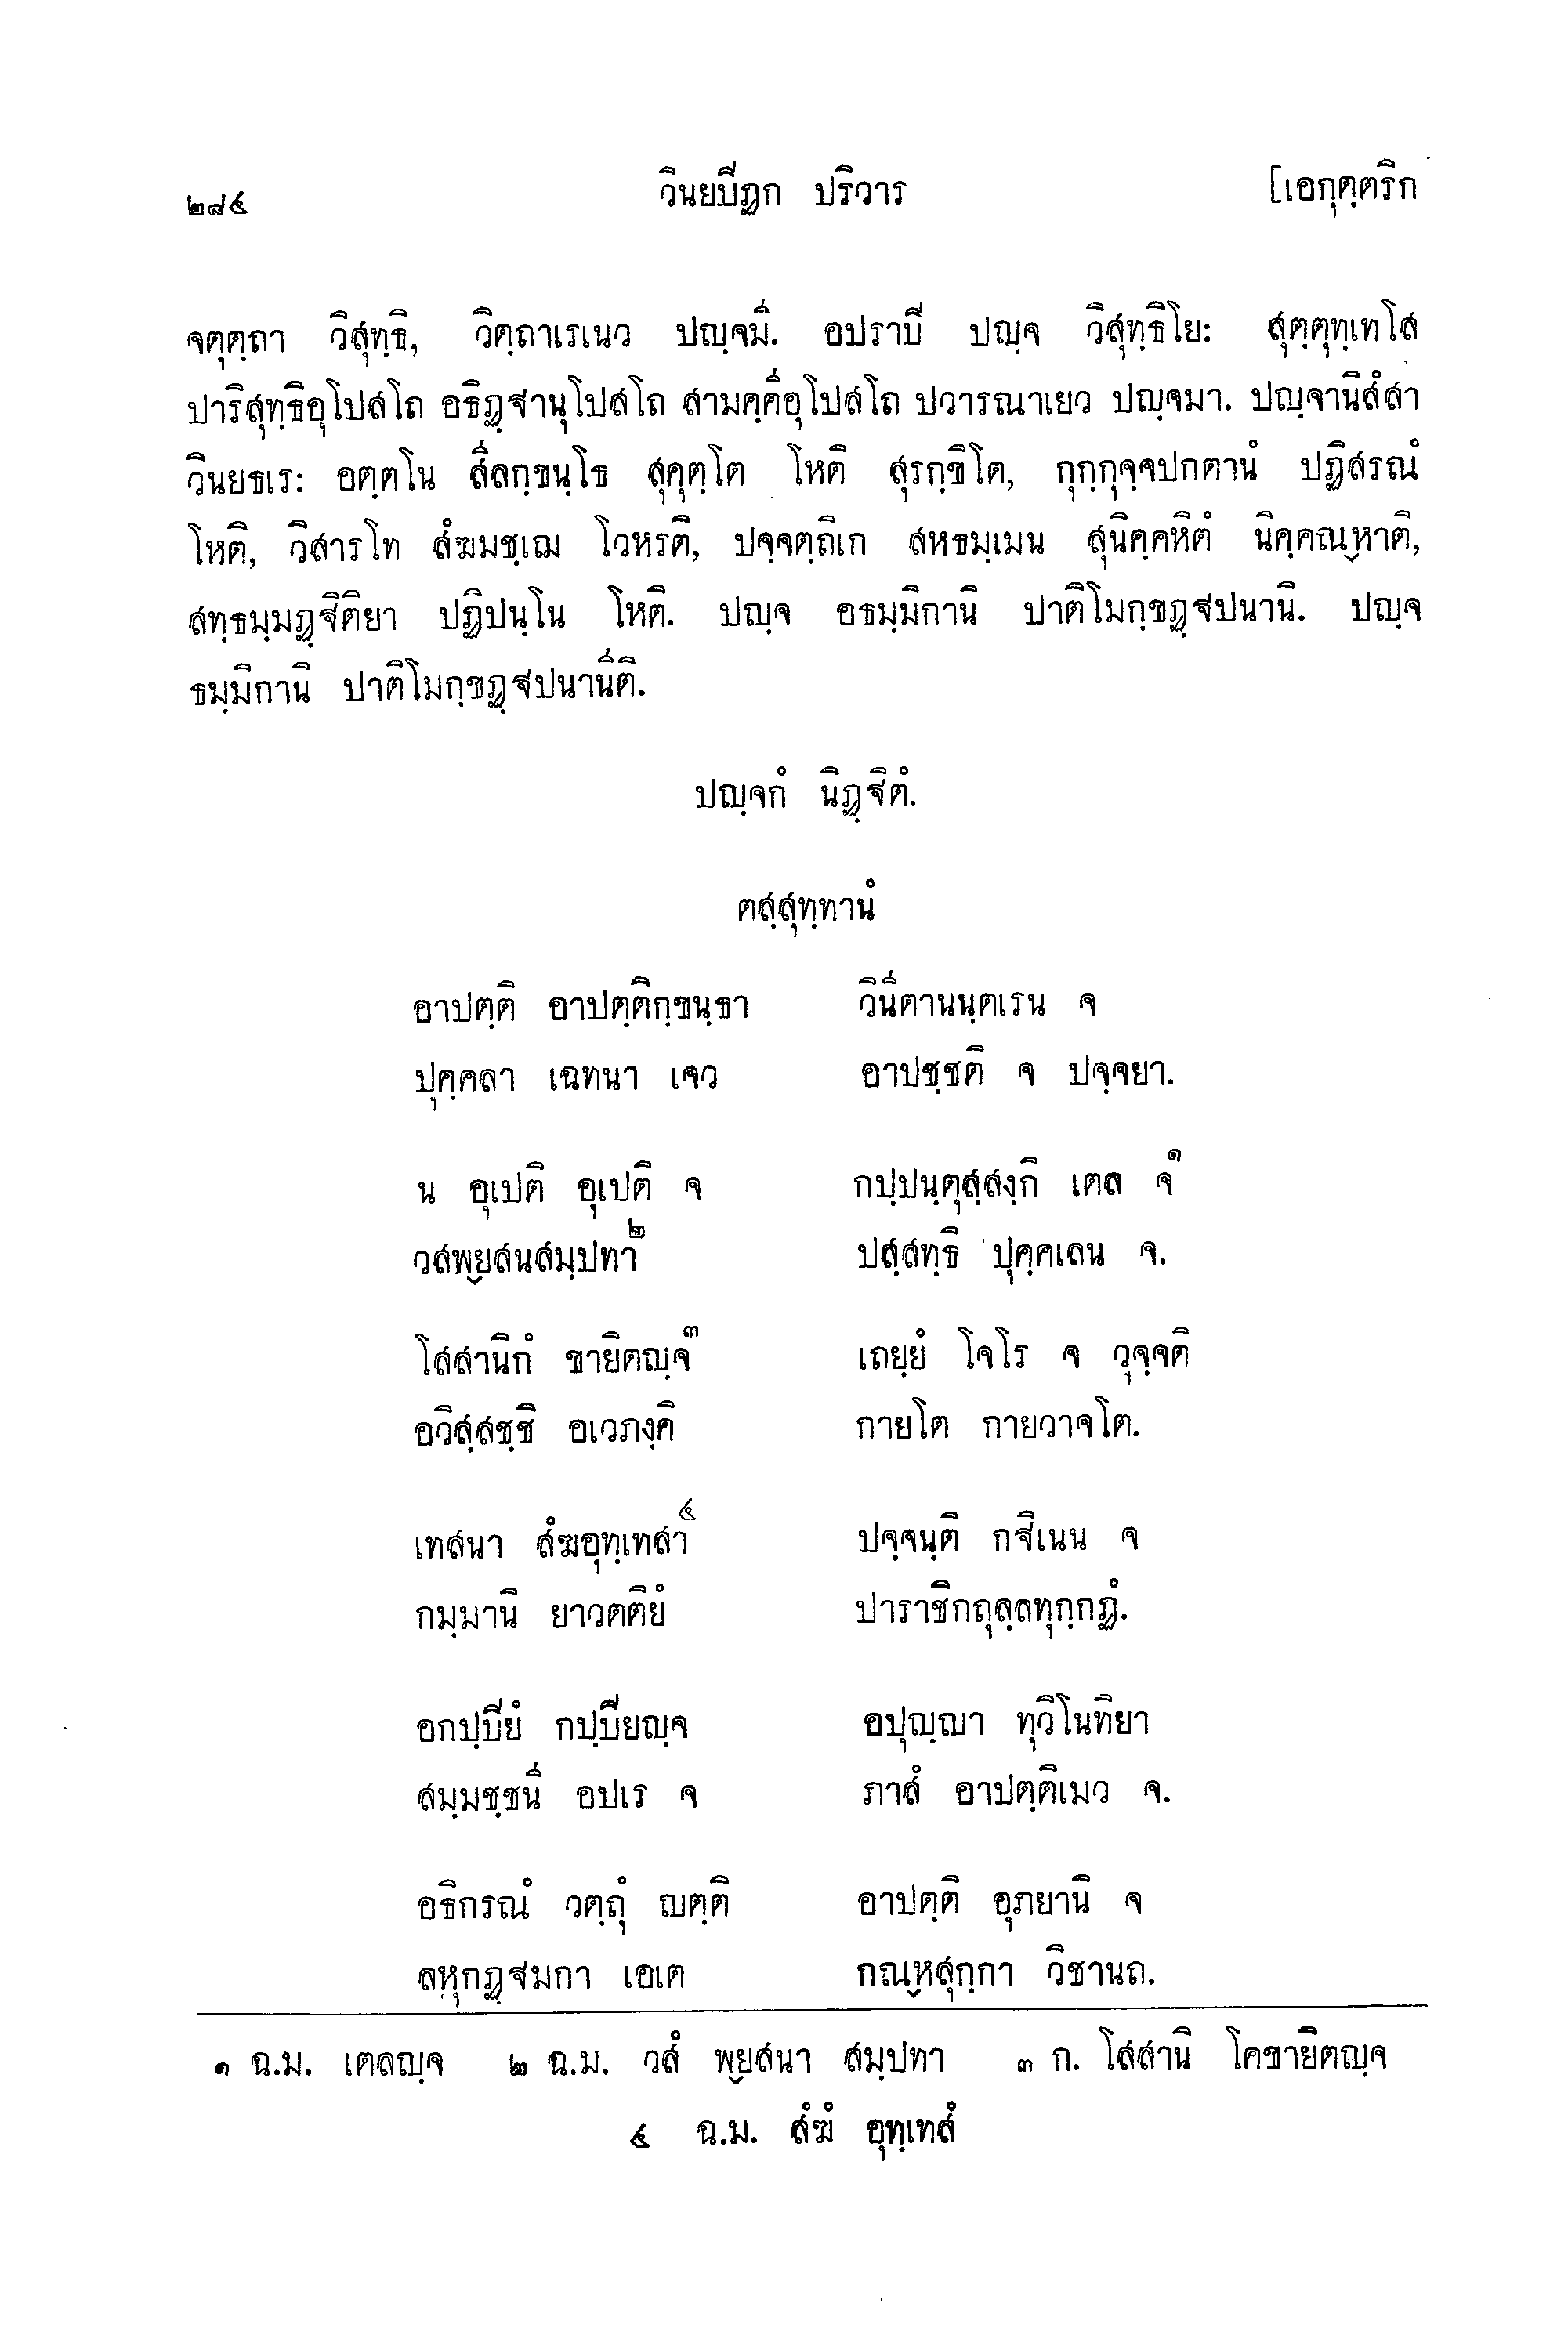 ๒๘๔ วินยปิฏก ปริวาร [เอกุตฺตริก
จตุตฺถา วิสุทฺธิ, วิตฺถาเรเนว ปญฺจมี. อปราปิ ปญฺจ วิสุทฺธิโย: สุตฺตุทฺเทโส
ปาริสุทฺธิอุโปสโถ อธิฏฺฐานุโปสโถ สามคฺคีอุโปสโถ ปวารณาเยว ปญฺจมา. ปญฺจานิสํสา
วินยธเร: อตฺตโน สีลกฺขนฺโธ สุคุตฺโต โหติ สุรกฺขิโต, กุกฺกุจฺจปกตานํ ปฏิสรณํ
โหติ, วิสารโท สํฆมชฺเฌ โวหรติ, ปจฺจตฺถิเก สหธมฺเมน สุนิคฺคหิตํ นิคฺคณฺหาติ,
สทฺธมฺมฏฺฐิติยา ปฏิปนฺโน โหติ. ปญฺจ อธมฺมิกานิ ปาติโมกฺขฏฺฐปนานิ. ปญฺจ
ธมฺมิกานิ ปาติโมกฺขฏฺฐปนานีติ.
ปญฺจกํ นิฏฺฐิตํ.
ตสฺสุทฺทานํ
อาปตฺติ อาปตฺติกฺขนฺธา วินีตานนฺตเรน จ
ปุคฺคลา เฉทนา เจว อาปชฺชติ จ ปจฺจยา.
น อุเปติ อุเปติ จ กปฺปนฺตุสฺสงฺกิ เตล จ๑
วสพฺยสนสมฺปทา๒ ปสฺสทฺธิ ปุคฺคเลน จ.
โสสานิกํ ขายิตญฺจ๓ เถยฺยํ โจโร จ วุจฺจติ
อวิสฺสชฺชิ อเวภงฺคิ กายโต กายวาจโต.
เทสนา สํฆอุทฺเทสา๔ ปจฺจนฺติ กฐิเนน จ
กมฺมานิ ยาวตติยํ ปาราชิกถุลฺลทุกฺกฏํ.
อกปฺปิยํ กปฺปิยญฺจ อปุญฺญา ทุวิโนทิยา
สมฺมชฺชนี อปเร จ ภาสํ อาปตฺติเมว จ.
อธิกรณํ วตฺถุํ ญตฺติ อาปตฺติ อุภยานิ จ
ลหุกฏฺฐมกา เอเต กณฺหสุกฺกา วิชานถ.
๑ ฉ.ม. เตลญฺจ ๒ ฉ.ม. วสํ พฺยสนา สมฺปทา ๓ ก. โสสานิ โคขายิตญฺจ
๔ ฉ.ม. สํฆํ อุทฺเทสํ